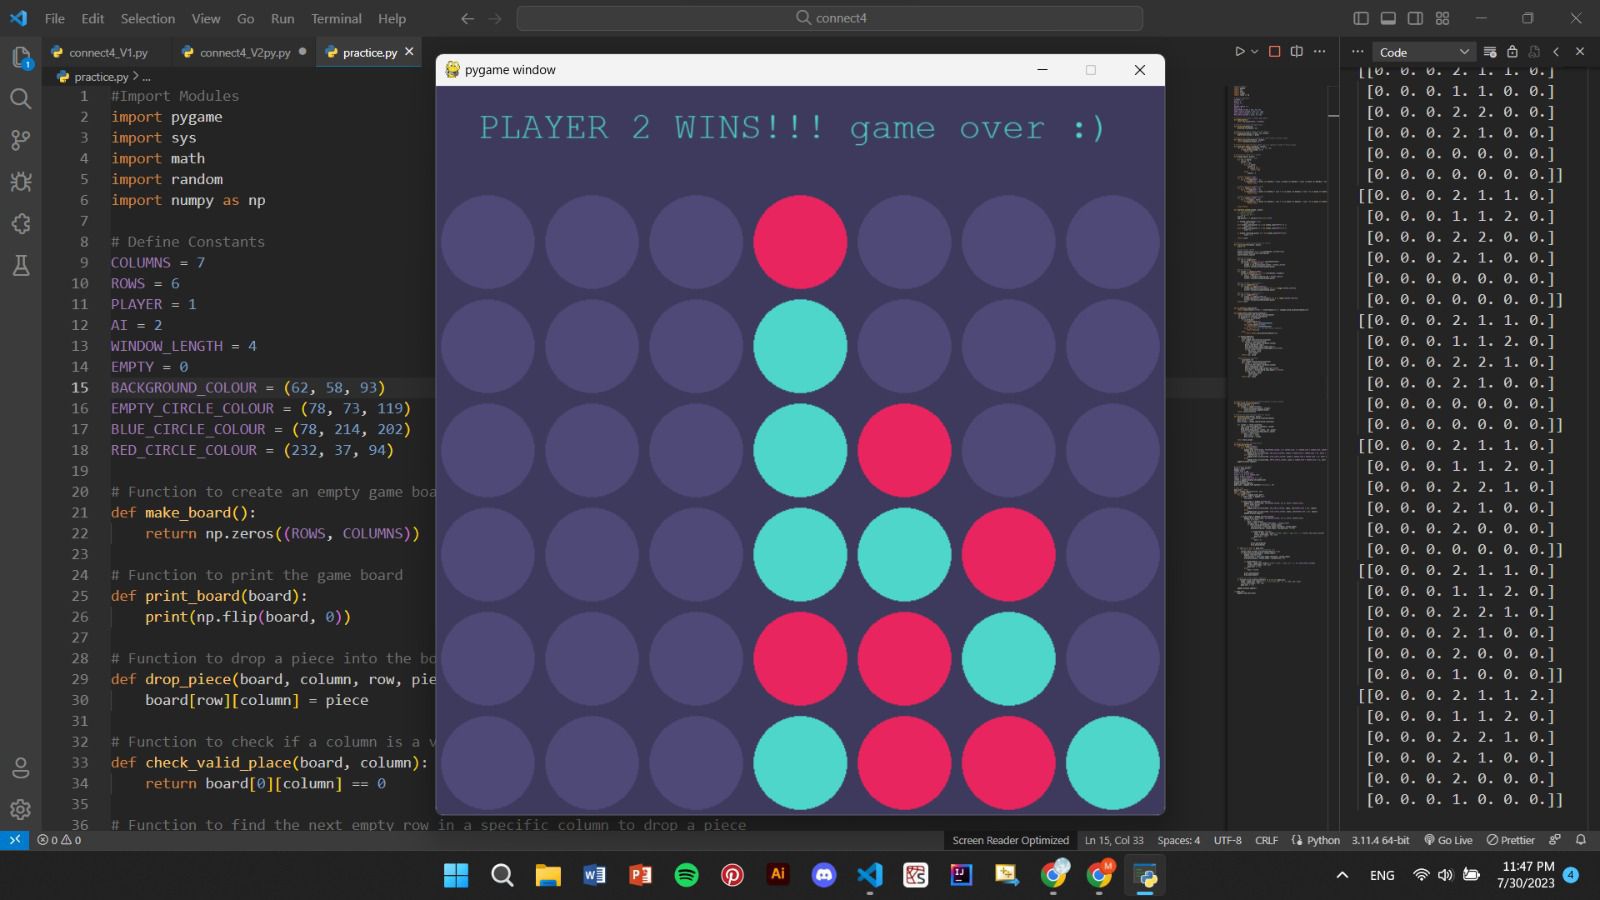 File Edit Selection View Go Run Terminal Help
connect4
connect4_V1.py connect4_V2py.py practice.py
Code
practice.py > ...
pygame window
PLAYER 2 WINS!!! game over :)
1 #Import Modules
2 import pygame
3 import sys
4 import math
5 import random
6 import numpy as np
7
8 # Define Constants
9 COLUMNS = 7
10 ROWS = 6
11 PLAYER = 1
12 AI = 2
13 WINDOW_LENGTH = 4
14 EMPTY = 0
15 BACKGROUND_COLOUR = (62, 58, 93)
16 EMPTY_CIRCLE_COLOUR = (78, 73, 119)
17 BLUE_CIRCLE_COLOUR = (78, 214, 202)
18 RED_CIRCLE_COLOUR = (232, 37, 94)
19
20 # Function to create an empty game boa
21 def make_board():
22 return np.zeros((ROWS, COLUMNS))
23
24 # Function to print the game board
25 def print_board(board):
26 print(np.flip(board, 0))
27
28 # Function to drop a piece into the bo
29 def drop_piece(board, column, row, pie
30 board[row][column] = piece
31
32 # Function to check if a column is a v
33 def check_valid_place(board, column):
34 return board[0][column] == 0
35
36 # Function to find the next empty row in a specific column to drop a piece
[[0. 0. 0. 2. 1. 1. 0.]
[0. 0. 0. 1. 1. 0. 0.]
[0. 0. 0. 2. 2. 0. 0.]
[0. 0. 0. 2. 1. 0. 0.]
[0. 0. 0. 0. 0. 0. 0.]
[0. 0. 0. 0. 0. 0. 0.]]
[[0. 0. 0. 2. 1. 1. 0.]
[0. 0. 0. 1. 1. 2. 0.]
[0. 0. 0. 2. 2. 0. 0.]
[0. 0. 0. 2. 1. 0. 0.]
[0. 0. 0. 0. 0. 0. 0.]
[0. 0. 0. 0. 0. 0. 0.]]
[[0. 0. 0. 2. 1. 1. 0.]
[0. 0. 0. 1. 1. 2. 0.]
[0. 0. 0. 2. 2. 1. 0.]
[0. 0. 0. 2. 1. 0. 0.]
[0. 0. 0. 0. 0. 0. 0.]
[0. 0. 0. 0. 0. 0. 0.]]
[[0. 0. 0. 2. 1. 1. 0.]
[0. 0. 0. 1. 1. 2. 0.]
[0. 0. 0. 2. 2. 1. 0.]
[0. 0. 0. 2. 1. 0. 0.]
[0. 0. 0. 2. 0. 0. 0.]
[0. 0. 0. 0. 0. 0. 0.]]
[[0. 0. 0. 2. 1. 1. 0.]
[0. 0. 0. 1. 1. 2. 0.]
[0. 0. 0. 2. 2. 1. 0.]
[0. 0. 0. 2. 1. 0. 0.]
[0. 0. 0. 2. 0. 0. 0.]
[0. 0. 0. 1. 0. 0. 0.]]
[[0. 0. 0. 2. 1. 1. 2.]
[0. 0. 0. 1. 1. 2. 0.]
[0. 0. 0. 2. 2. 1. 0.]
[0. 0. 0. 2. 1. 0. 0.]
[0. 0. 0. 2. 0. 0. 0.]
[0. 0. 0. 1. 0. 0. 0.]]
0 0 Screen Reader Optimized Ln 15, Col 33 Spaces: 4 UTF-8 CRLF Python 3.11.4 64-bit Go Live Prettier
ENG 11:47 PM
7/30/2023 4